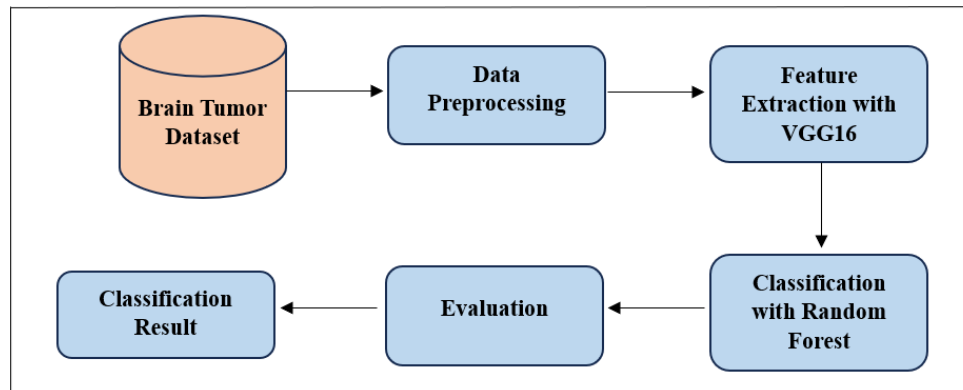 Brain Tumor
Dataset
Data
Preprocessing
Feature
Extraction with
VGG16
Classification
with Random
Forest
Evaluation
Classification
Result